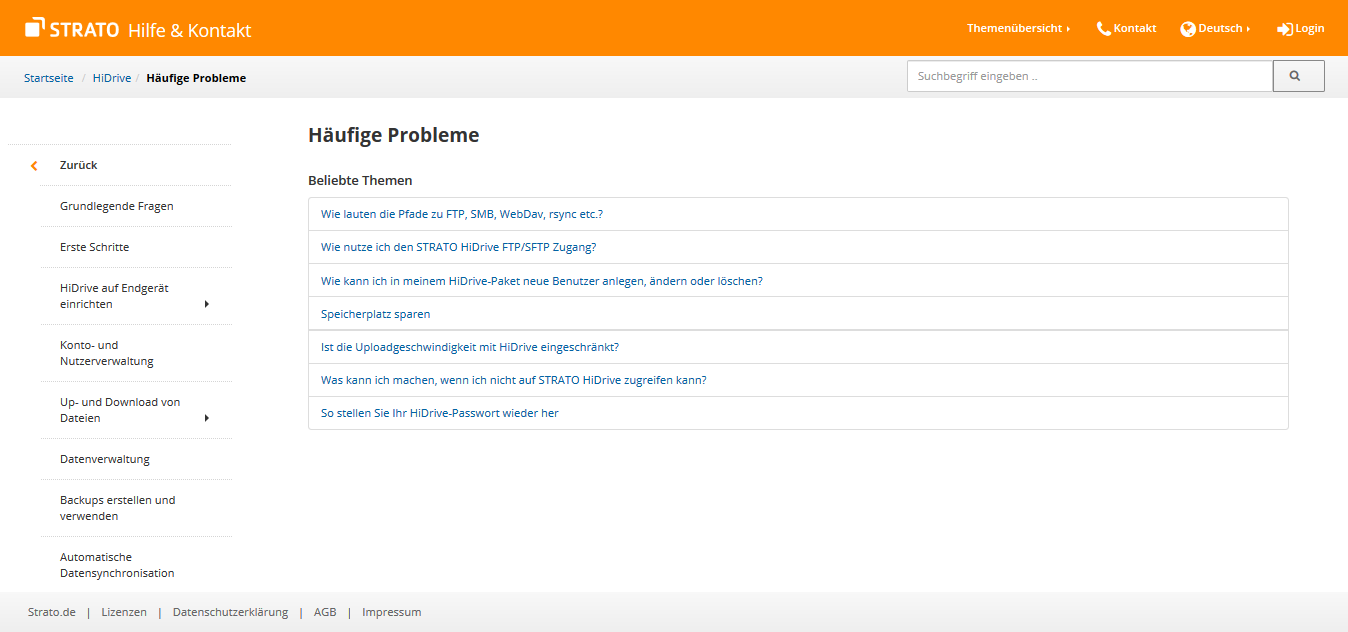 STRATO Hilfe & Kontakt
Themenübersicht
Kontakt
Deutsch
Login
Startseite / HiDrive / Häufige Probleme
Suchbegriff eingeben ..
Häufige Probleme
Zurück
Grundlegende Fragen
Erste Schritte
HiDrive auf Endgerät
einrichten
Konto- und
Nutzerverwaltung
Up- und Download von
Dateien
Datenverwaltung
Backups erstellen und
verwenden
Automatische
Datensynchronisation
Beliebte Themen
Wie lauten die Pfade zu FTP, SMB, WebDav, rsync etc.?
Wie nutze ich den STRATO HiDrive FTP/SFTP Zugang?
Wie kann ich in meinem HiDrive-Paket neue Benutzer anlegen, ändern oder löschen?
Speicherplatz sparen
Ist die Uploadgeschwindigkeit mit HiDrive eingeschränkt?
Was kann ich machen, wenn ich nicht auf STRATO HiDrive zugreifen kann?
So stellen Sie Ihr HiDrive-Passwort wieder her
Strato.de | Lizenzen | Datenschutzerklärung | AGB | Impressum